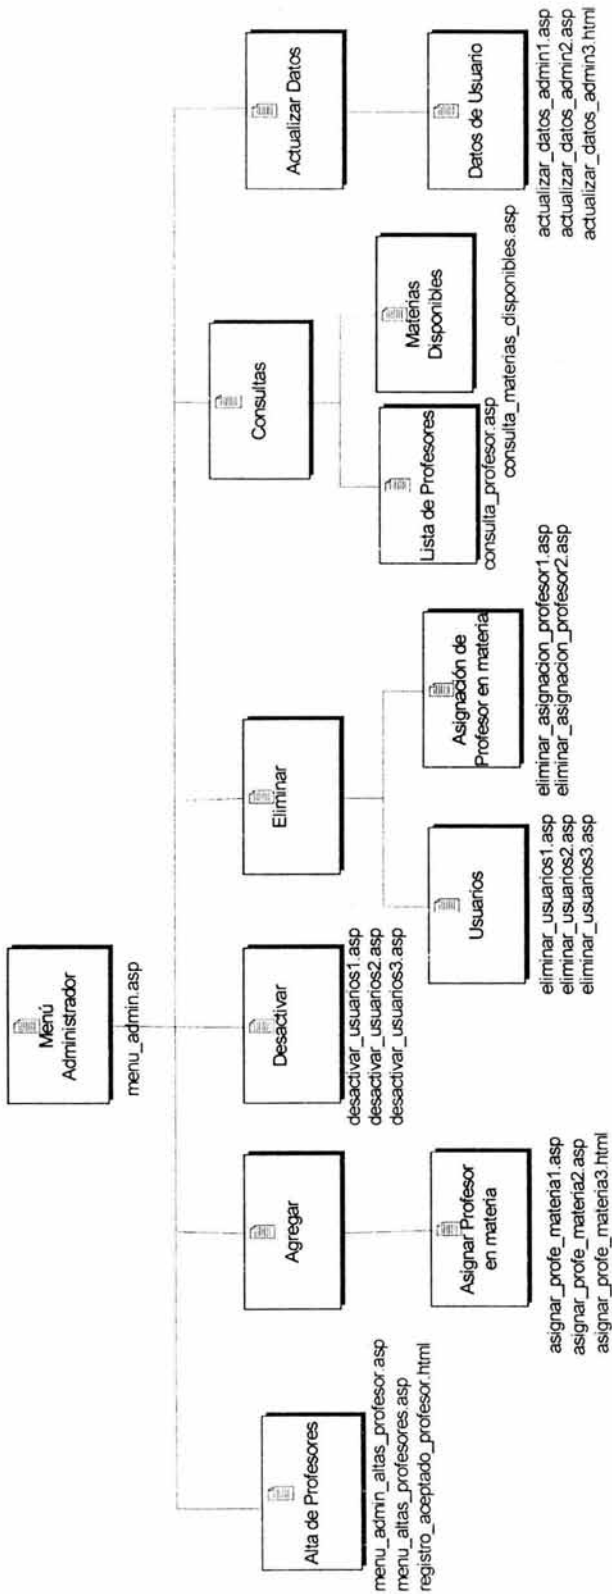 Menú
Administrador
menu_admin.asp
Alta de Profesores
menu_admin_altas_profesor.asp
menu_altas_profesores.asp
registro_aceptado_profesor.html
Agregar
Asignar Profesor
en materia
asignar_profe_materia1.asp
asignar_profe_materia2.asp
asignar_profe_materia3.html
Desactivar
desactivar_usuarios1.asp
desactivar_usuarios2.asp
desactivar_usuarios3.asp
Eliminar
Usuarios
eliminar_usuarios1.asp
eliminar_usuarios2.asp
eliminar_usuarios3.asp
Asignación de
Profesor en materia
eliminar_asignacion_profesor1.asp
eliminar_asignacion_profesor2.asp
Consultas
Lista de Profesores
consulta_profesor.asp
Materias
Disponibles
consulta_materias_disponibles.asp
Actualizar Datos
Datos de Usuario
actualizar_datos_admin1.asp
actualizar_datos_admin2.asp
actualizar_datos_admin3.html